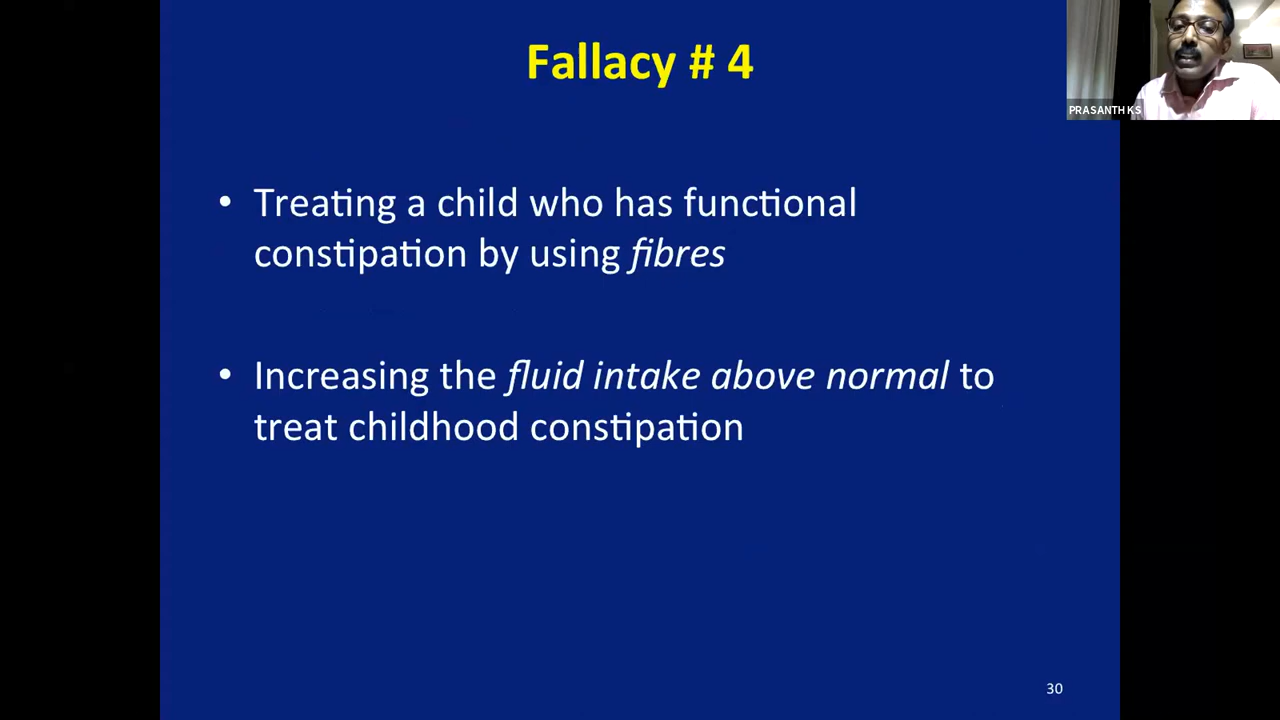 Fallacy # 4
PRASANTH K S
• Treating a child who has functional
constipation by using fibres
• Increasing the fluid intake above normal to
treat childhood constipation
30